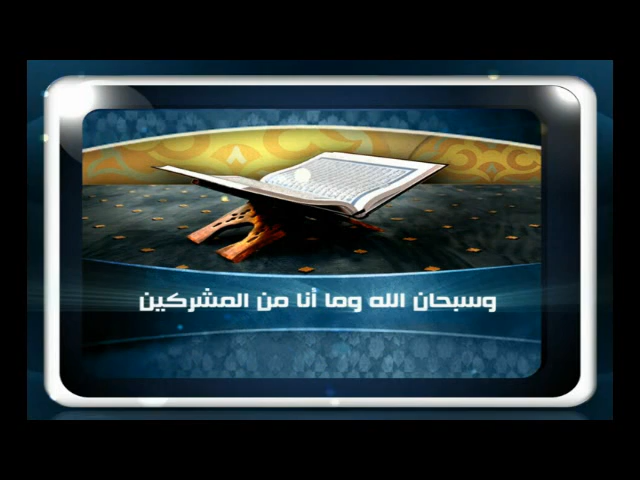 وسبحان الله وما أنا من المشركين